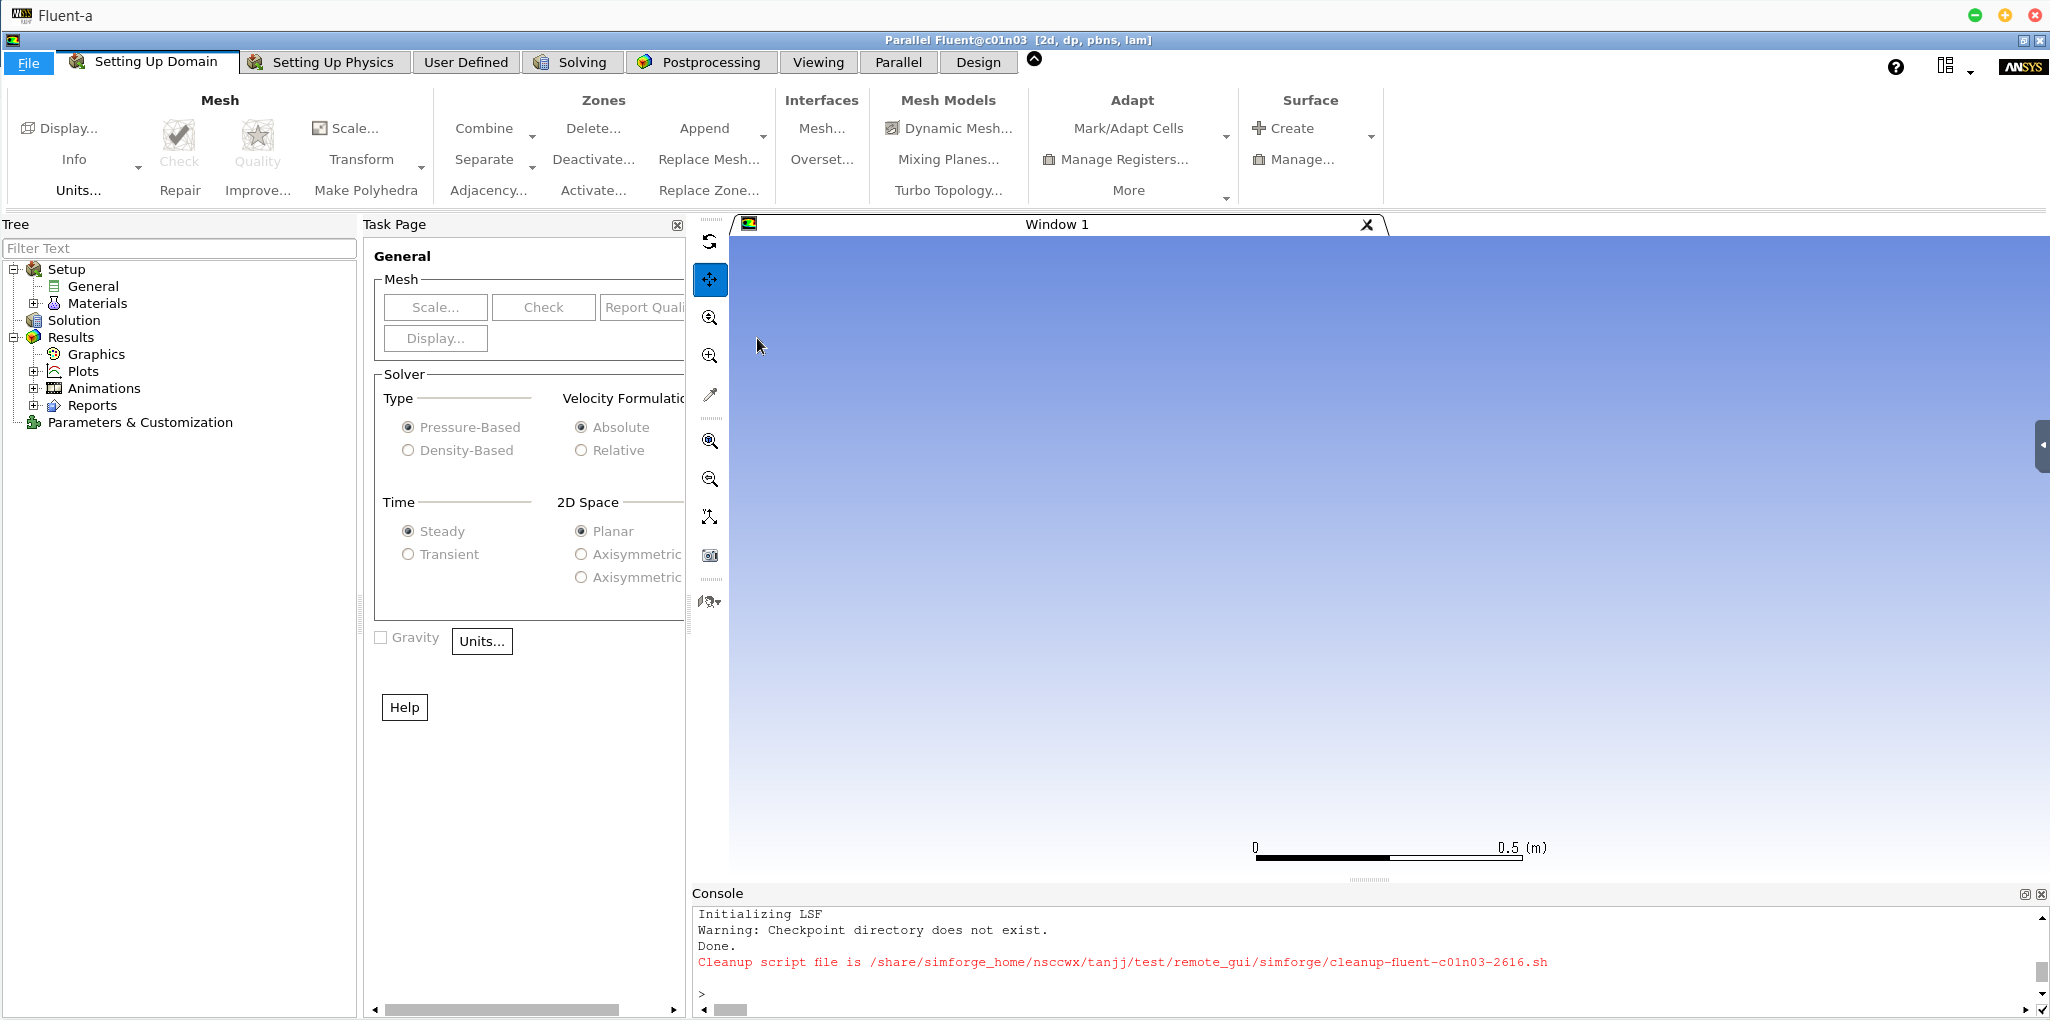 Fluent-a
Parallel Fluent@c01n03 [2d, dp, pbns, lam]
File Setting Up Domain Setting Up Physics User Defined Solving Postprocessing Viewing Parallel Design ANSYS
Mesh Zones Interfaces Mesh Models Adapt Surface
Display... Scale... Combine Delete... Append Mesh... Dynamic Mesh... Mark/Adapt Cells Create
Info Check Quality Transform Separate Deactivate... Replace Mesh... Overset... Mixing Planes... Manage Registers... Manage...
Units... Repair Improve... Make Polyhedra Adjacency... Activate... Replace Zone... Turbo Topology... More
Tree
Filter Text
Setup
General
Materials
Solution
Results
Graphics
Plots
Animations
Reports
Parameters & Customization
Task Page
General
Mesh
Scale... Check Report Quali
Display...
Solver
Type Velocity Formulatio
Pressure-Based Absolute
Density-Based Relative
Time 2D Space
Steady Planar
Transient Axisymmetric
Axisymmetric
Gravity Units...
Help
Window 1
0 0.5 (m)
Console
Initializing LSF
Warning: Checkpoint directory does not exist.
Done.
Cleanup script file is /share/simforge_home/nsccwx/tanjj/test/remote_gui/simforge/cleanup-fluent-c01n03-2616.sh
>